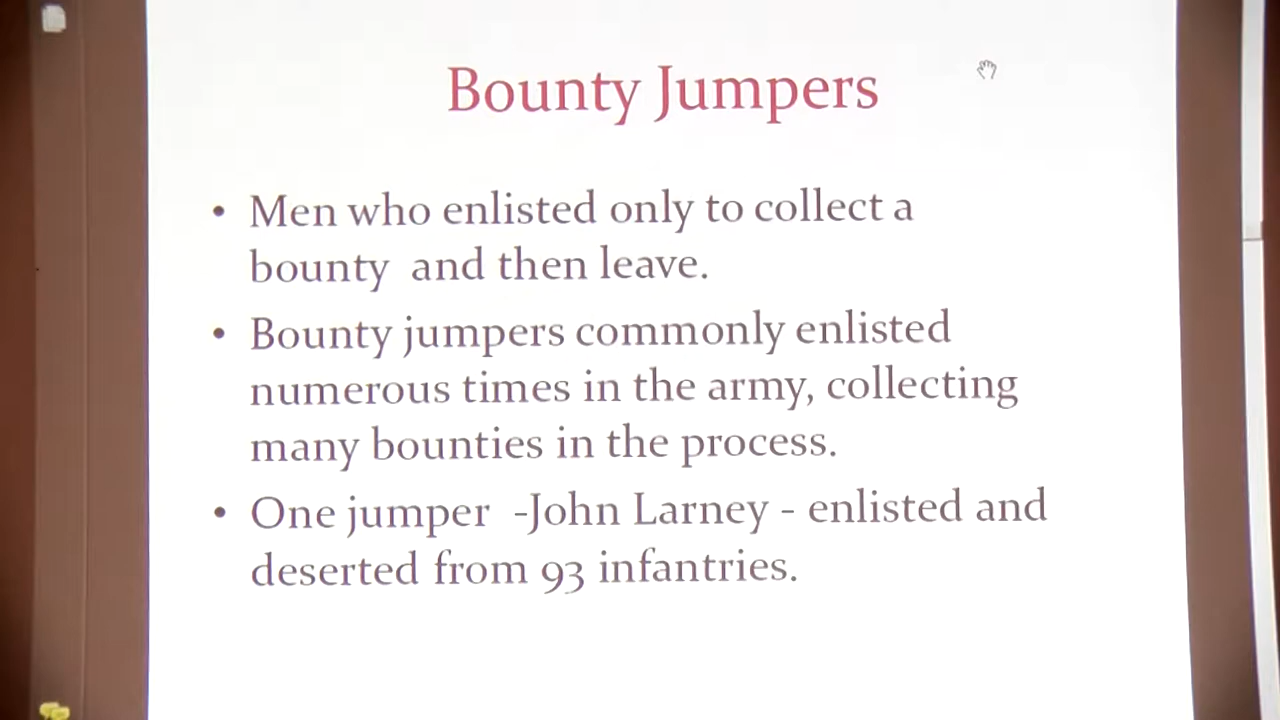 Bounty Jumpers
• Men who enlisted only to collect a
bounty and then leave.
• Bounty jumpers commonly enlisted
numerous times in the army, collecting
many bounties in the process.
• One jumper -John Larney - enlisted and
deserted from 93 infantries.